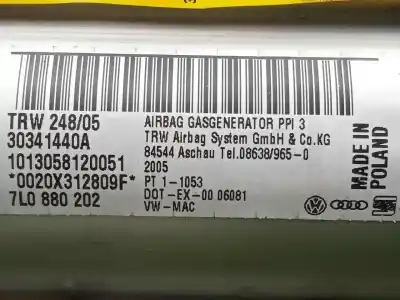 TRW 248/05
30341440A
1013058120051
*0020X312809F*
7L0 880 202
AIRBAG GASGENERATOR PPI 3
TRW Airbag System GmbH & Co.KG
84544 Aschau Tel.08638/965-0
2005
PT 1-1053
DOT-EX-00 06081
VW-MAC
MADE IN
POLAND